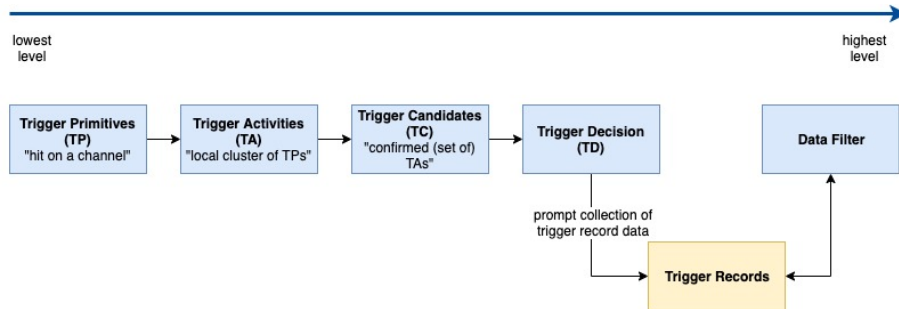 lowest
level
highest
level
Trigger Primitives
(TP)
"hit on a channel"
Trigger Activities
(TA)
"local cluster of TPs"
Trigger Candidates
(TC)
"confirmed (set of)
TAs"
Trigger Decision
(TD)
Data Filter
prompt collection of
trigger record data
Trigger Records